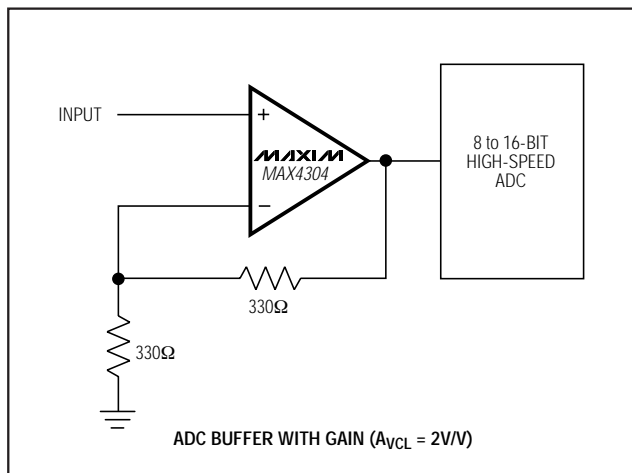 INPUT
+
MAXIM
MAX4304
−
8 to 16-BIT
HIGH-SPEED
ADC
330Ω
330Ω
ADC BUFFER WITH GAIN (AVCL = 2V/V)